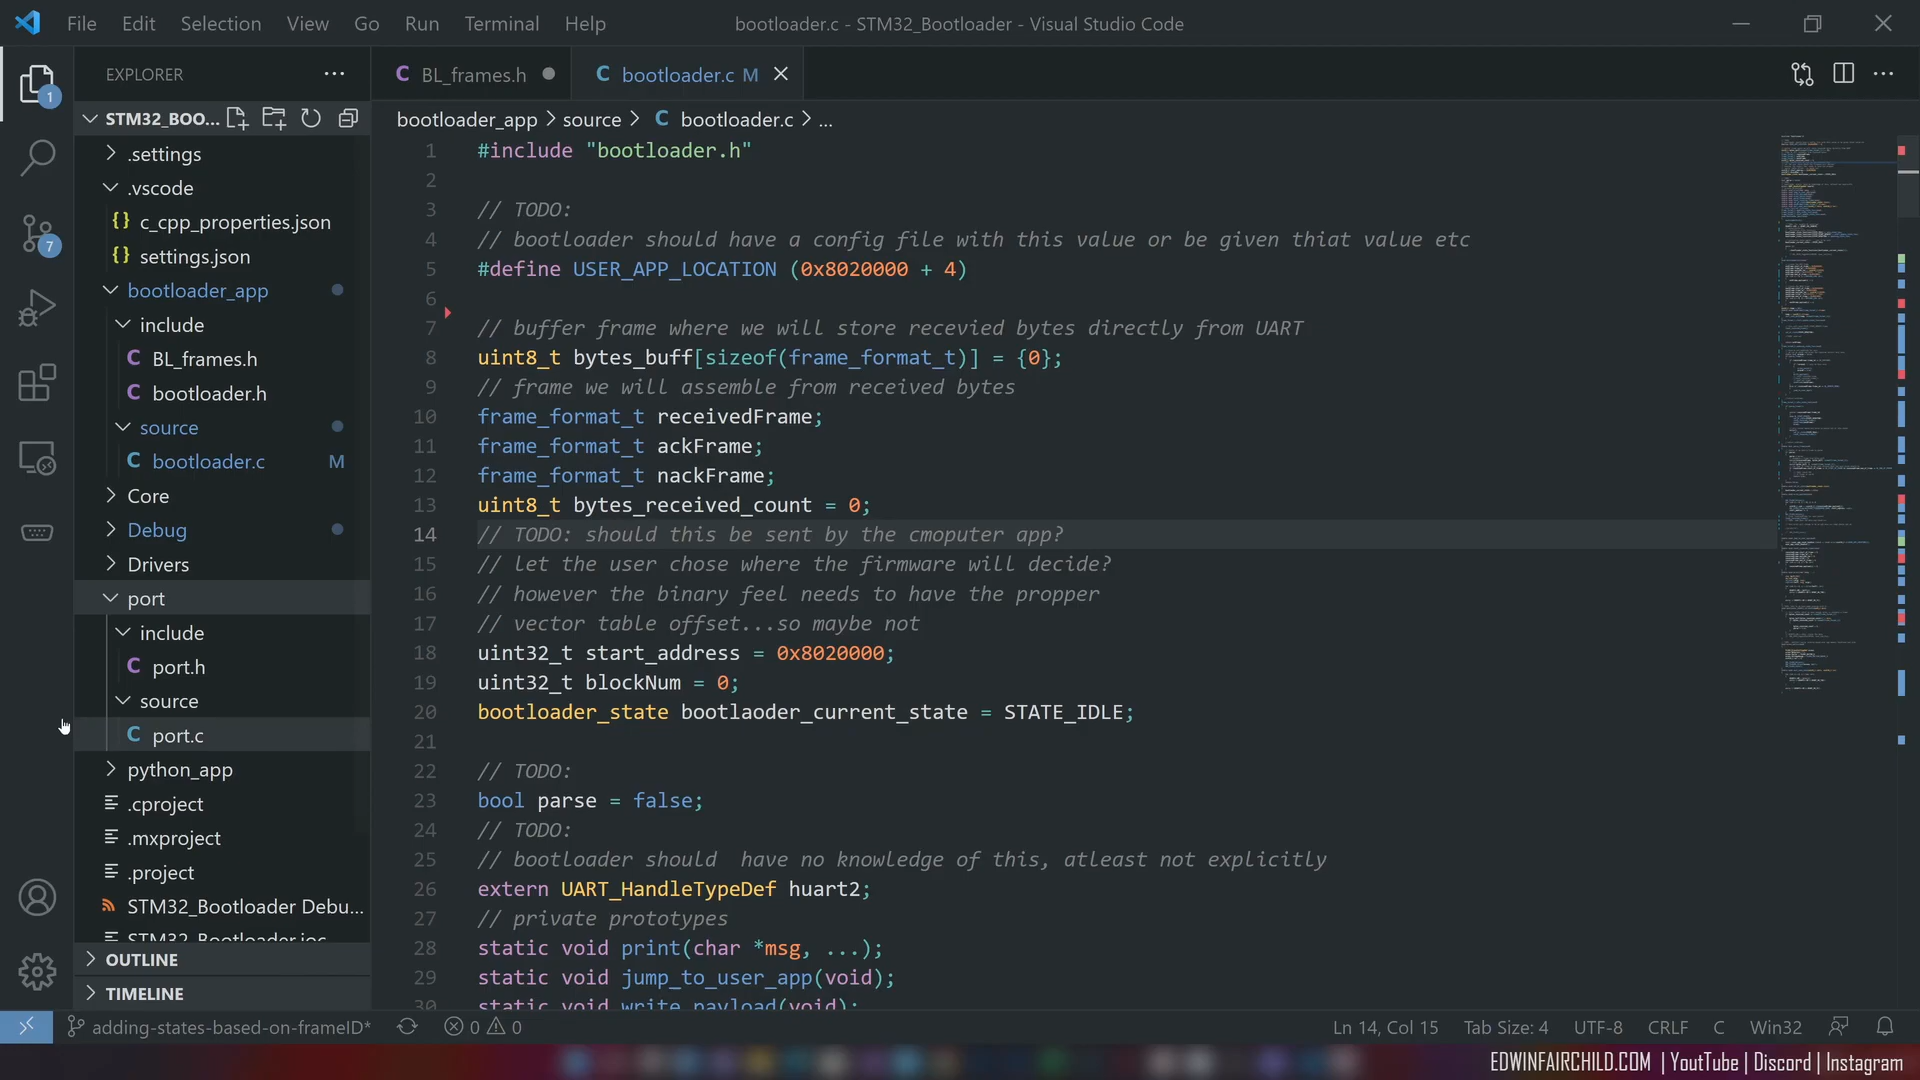 File Edit Selection View Go Run Terminal Help
bootloader.c - STM32_Bootloader - Visual Studio Code
EXPLORER
STM32_BOO...
.settings
.vscode
c_cpp_properties.json
settings.json
bootloader_app
include
BL_frames.h
bootloader.h
source
bootloader.c M
Core
Debug
Drivers
port
include
port.h
source
port.c
python_app
.cproject
.mxproject
.project
STM32_Bootloader Debu...
STM32_Bootloader.ioc
OUTLINE
TIMELINE
1
7
C BL_frames.h
C bootloader.c M
bootloader_app > source > C bootloader.c > ...
1 #include "bootloader.h"
2
3 // TODO:
4 // bootloader should have a config file with this value or be given thiat value etc
5 #define USER_APP_LOCATION (0x8020000 + 4)
6
7 // buffer frame where we will store recevied bytes directly from UART
8 uint8_t bytes_buff[sizeof(frame_format_t)] = {0};
9 // frame we will assemble from received bytes
10 frame_format_t receivedFrame;
11 frame_format_t ackFrame;
12 frame_format_t nackFrame;
13 uint8_t bytes_received_count = 0;
14 // TODO: should this be sent by the cmoputer app?
15 // let the user chose where the firmware will decide?
16 // however the binary feel needs to have the propper
17 // vector table offset...so maybe not
18 uint32_t start_address = 0x8020000;
19 uint32_t blockNum = 0;
20 bootloader_state bootlaoder_current_state = STATE_IDLE;
21
22 // TODO:
23 bool parse = false;
24 // TODO:
25 // bootloader should  have no knowledge of this, atleast not explicitly
26 extern UART_HandleTypeDef huart2;
27 // private prototypes
28 static void print(char *msg, ...);
29 static void jump_to_user_app(void);
30 static void write_payload(void);
adding-states-based-on-frameID* 0 0
Ln 14, Col 15 Tab Size: 4 UTF-8 CRLF C Win32
EDWINFAIRCHILD.COM | YouTube | Discord | Instagram